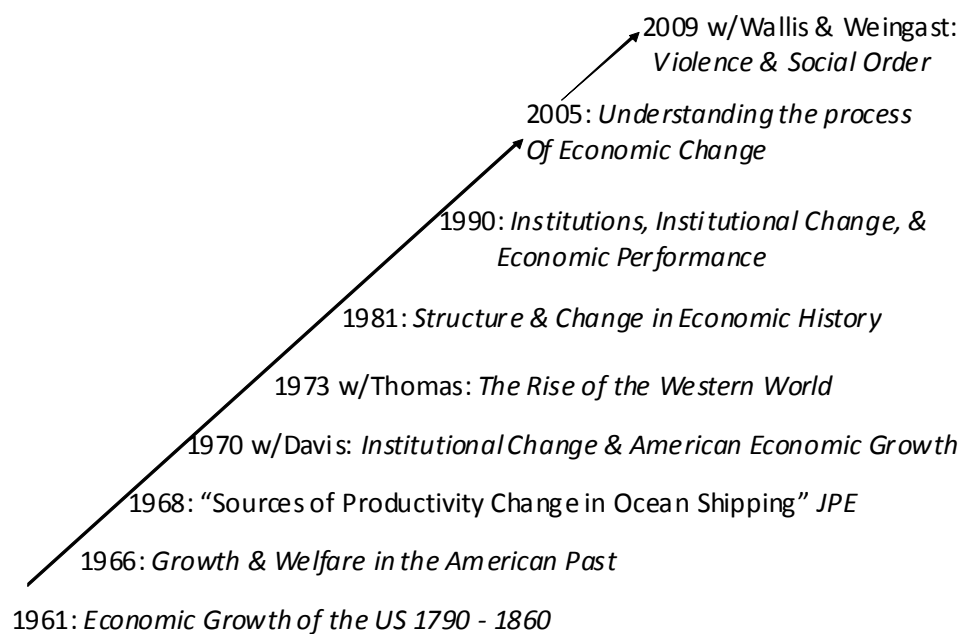 2009 w/Wallis & Weingast:
Violence & Social Order
2005: Understanding the process
Of Economic Change
1990: Institutions, Institutional Change, &
Economic Performance
1981: Structure & Change in Economic History
1973 w/Thomas: The Rise of the Western World
1970 w/Davis: Institutional Change & American Economic Growth
1968: “Sources of Productivity Change in Ocean Shipping” JPE
1966: Growth & Welfare in the American Past
1961: Economic Growth of the US 1790 - 1860